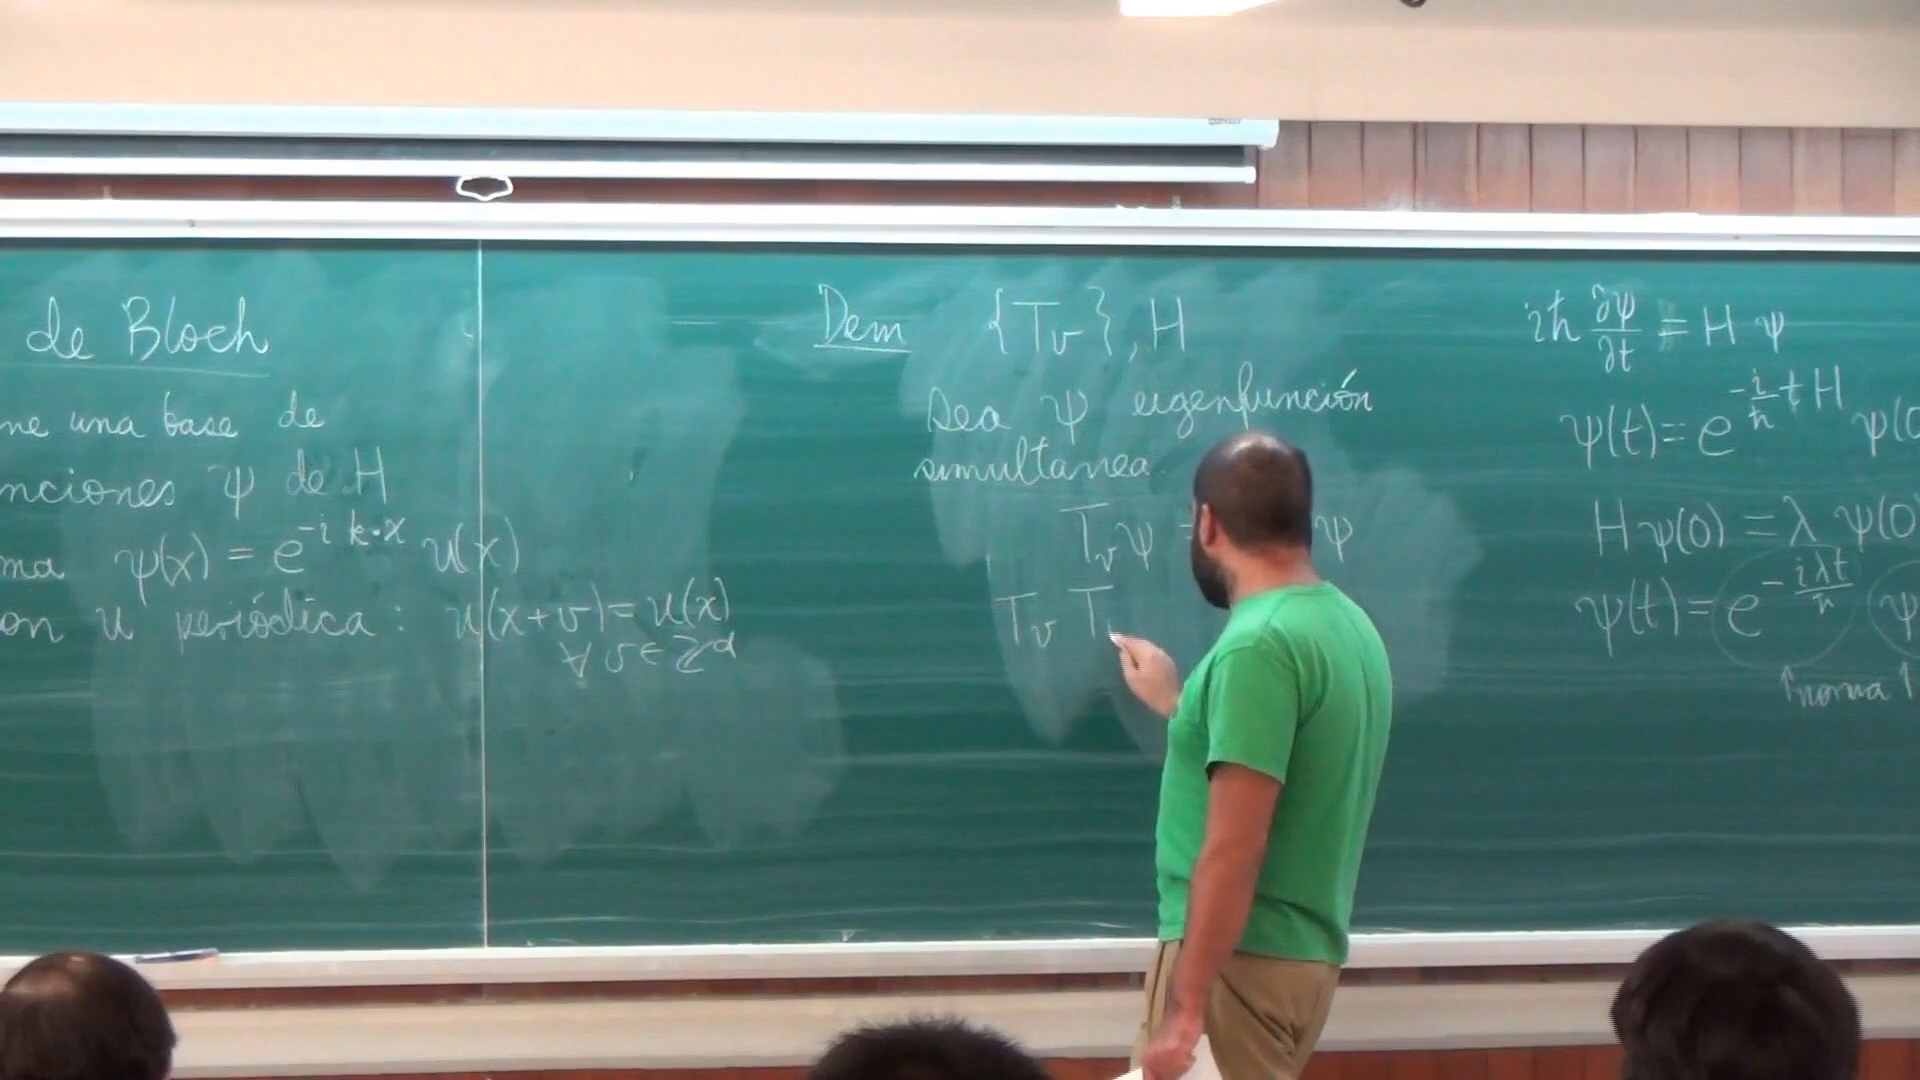 de Bloch
ne una base de
nciones ψ de H
ma ψ(x) = e^{-i k·x} u(x)
on u periódica : u(x+v) = u(x)
∀ v ∈ ℤ^d
Dem {T_v}, H
Sea ψ eigenfunción
simultanea.
T_v ψ ψ
T_v T
iħ ∂ψ/∂t = H ψ
ψ(t) = e^{-i/ħ t H} ψ(0
H ψ(0) = λ ψ(0)
ψ(t) = e^{-iλt/ħ} ψ
↑norma 1